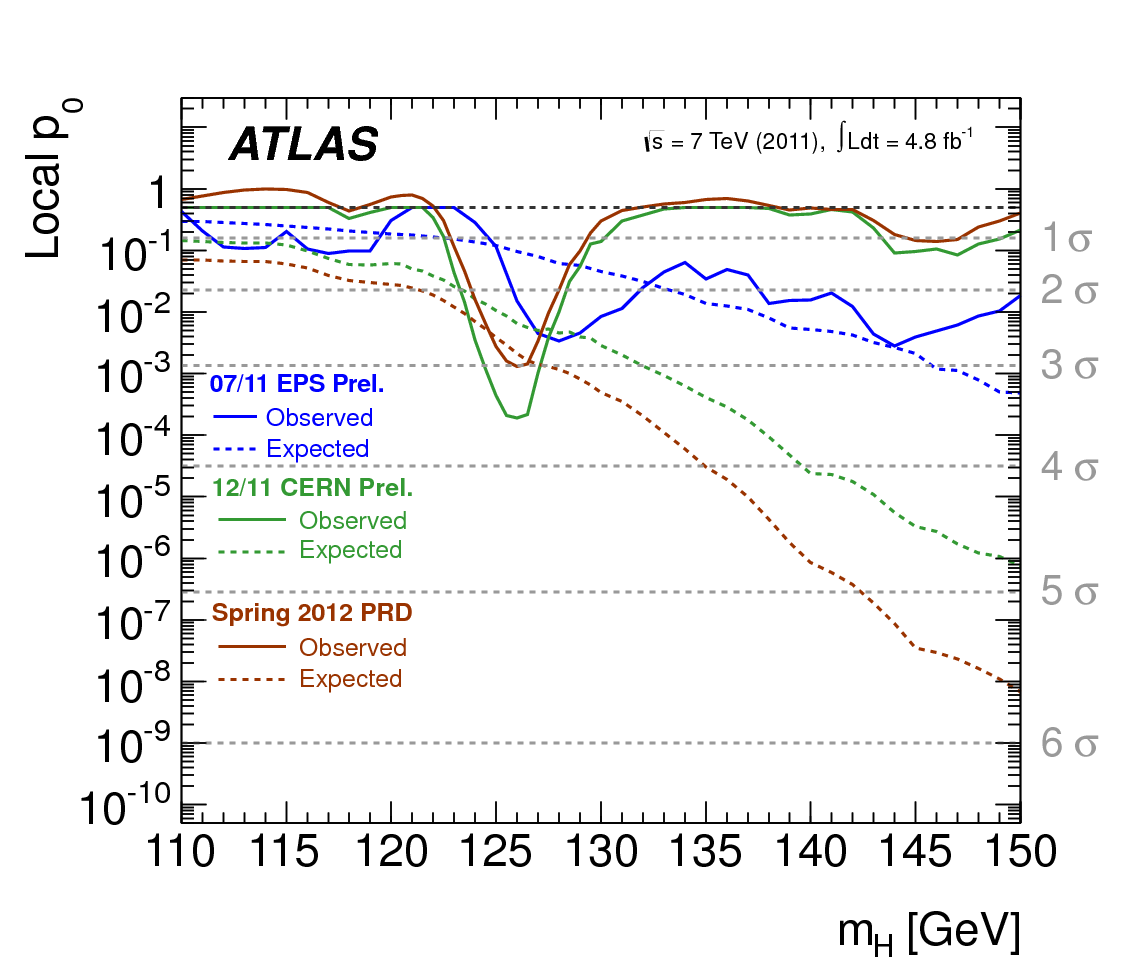 ATLAS
√s = 7 TeV (2011), ∫Ldt = 4.8 fb⁻¹
Local p₀
1
10⁻¹
10⁻²
10⁻³
10⁻⁴
10⁻⁵
10⁻⁶
10⁻⁷
10⁻⁸
10⁻⁹
10⁻¹⁰
1 σ
2 σ
3 σ
4 σ
5 σ
6 σ
07/11 EPS Prel.
Observed
Expected
12/11 CERN Prel.
Observed
Expected
Spring 2012 PRD
Observed
Expected
110 115 120 125 130 135 140 145 150
m_H [GeV]